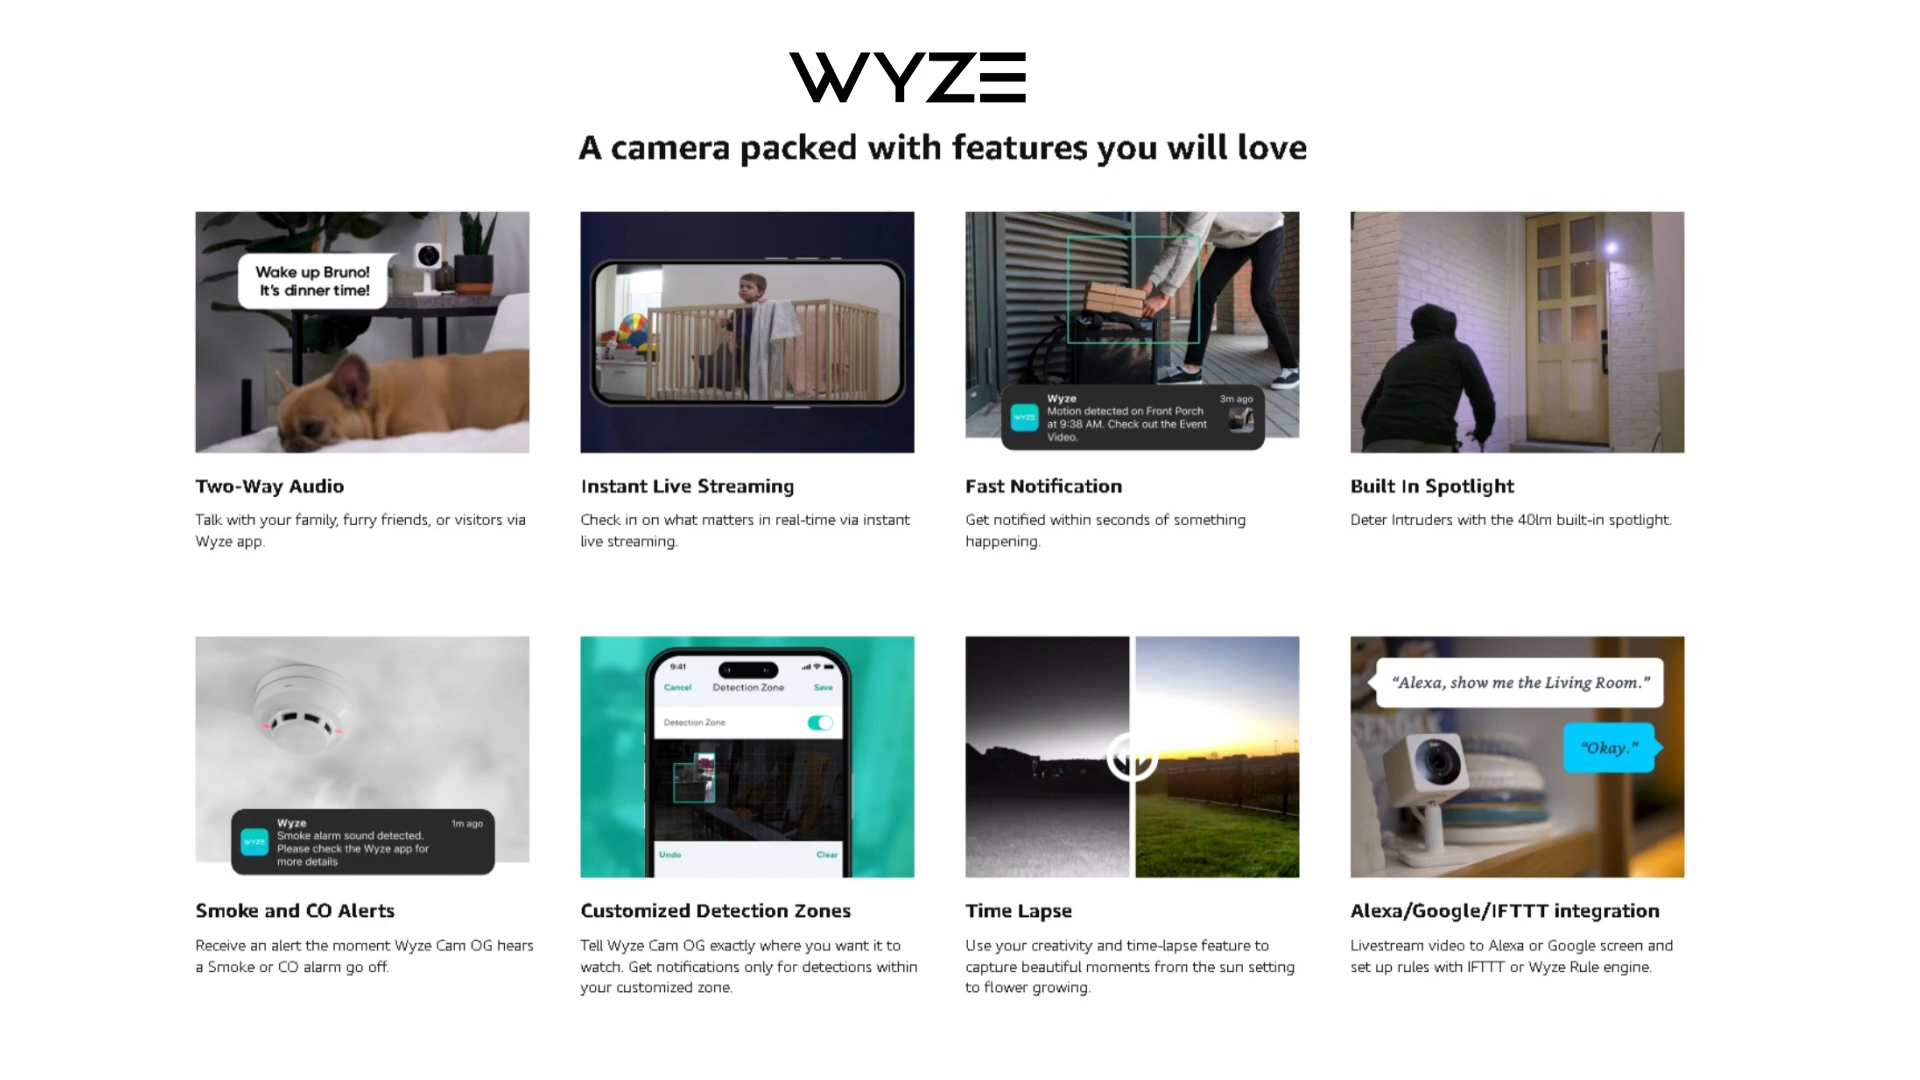 WYZE
A camera packed with features you will love
Wake up Bruno!
It's dinner time!
Two-Way Audio
Talk with your family, furry friends, or visitors via
Wyze app.
Instant Live Streaming
Check in on what matters in real-time via instant
live streaming.
WYZE
Wyze
3m ago
Motion detected on Front Porch
at 9:38 AM. Check out the Event
Video.
Fast Notification
Get notified within seconds of something
happening.
Built In Spotlight
Deter Intruders with the 40lm built-in spotlight.
WYZE
Wyze
1m ago
Smoke alarm sound detected.
Please check the Wyze app for
more details
Smoke and CO Alerts
Receive an alert the moment Wyze Cam OG hears
a Smoke or CO alarm go off.
9:41
Cancel
Detection Zone
Save
Detection Zone
Undo
Clear
Customized Detection Zones
Tell Wyze Cam OG exactly where you want it to
watch. Get notifications only for detections within
your customized zone.
Time Lapse
Use your creativity and time-lapse feature to
capture beautiful moments from the sun setting
to flower growing.
“Alexa, show me the Living Room.”
“Okay.”
Alexa/Google/IFTTT integration
Livestream video to Alexa or Google screen and
set up rules with IFTTT or Wyze Rule engine.